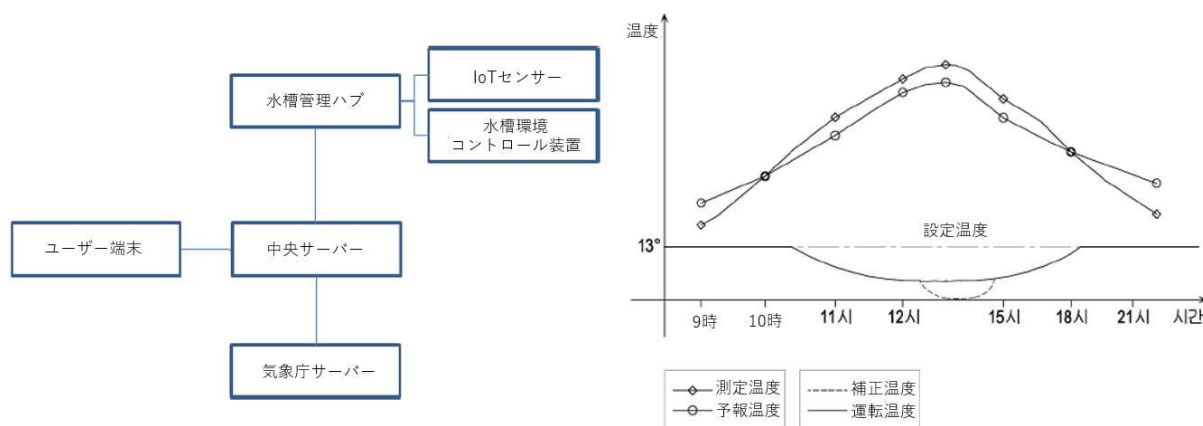 IoTセンサー
水槽管理ハブ
水槽環境
コントロール装置
ユーザー端末
中央サーバー
気象庁サーバー
温度
設定温度
13°
9時
10時
11시
12시
15시
18시
21시
시간
測定温度
補正温度
予報温度
運転温度